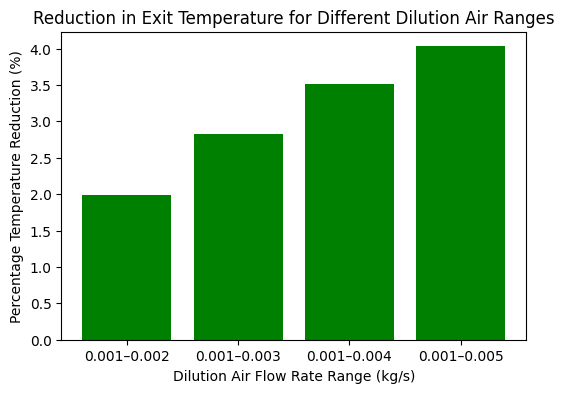 Reduction in Exit Temperature for Different Dilution Air Ranges
Percentage Temperature Reduction (%)
4.0
3.5
3.0
2.5
2.0
1.5
1.0
0.5
0.0
0.001–0.002 0.001–0.003 0.001–0.004 0.001–0.005
Dilution Air Flow Rate Range (kg/s)